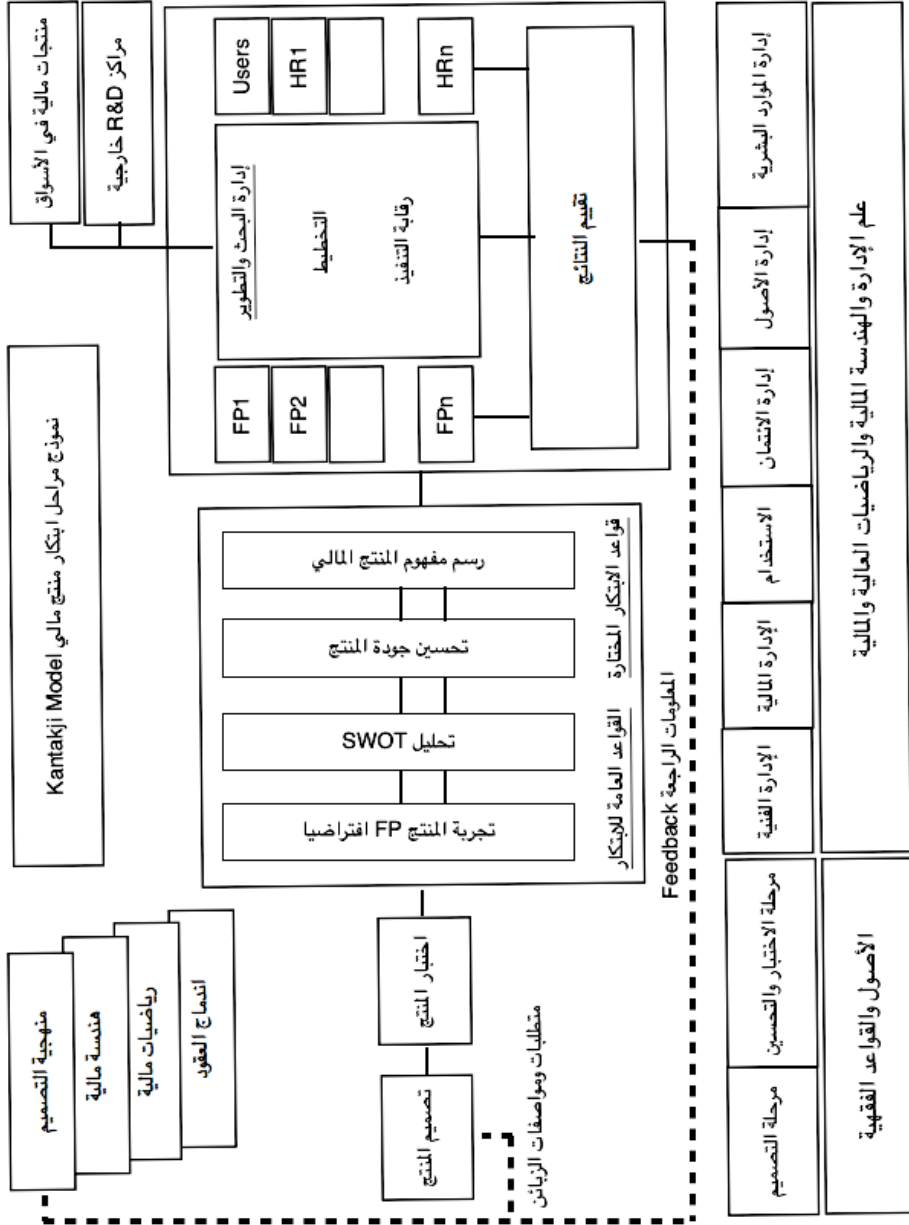 نموذج مراحل ابتكار منتج مالي Kantakji Model
منهجية التصميم
هندسة مالية
رياضيات مالية
اندماج العقود
منتجات مالية في الأسواق
مراكز R&D خارجية
تصميم المنتج
اختبار المنتج
متطلبات ومواصفات الزبائن
تجربة المنتج FP افتراضيا
تحليل SWOT
تحسين جودة المنتج
رسم مفهوم المنتج المالي
القواعد العامة للابتكار
قواعد الابتكار المختارة
FP1
FP2
FPn
إدارة البحث والتطوير
التخطيط
رقابة التنفيذ
Users
HR1
HRn
تقييم النتائج
المعلومات الراجعة Feedback
مرحلة التصميم
مرحلة الاختبار والتحسين
الإدارة الفنية
الإدارة المالية
الاستخدام
إدارة الائتمان
إدارة الأصول
إدارة الموارد البشرية
الأصول والقواعد الفقهية
علم الإدارة والهندسة المالية والرياضيات العالية والمالية